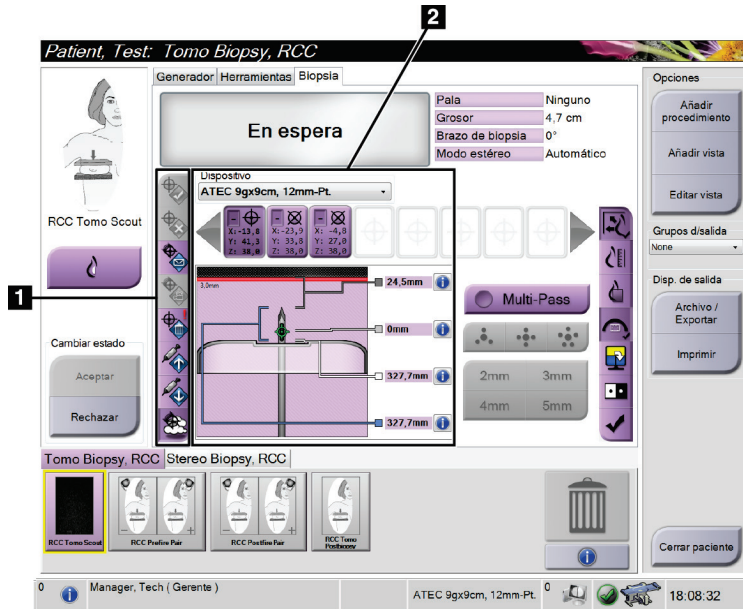 2
Patient, Test: Tomo Biopsy, RCC
Generador Herramientas Biopsia
En espera
Pala Ninguno
Grosor 4,7 cm
Brazo de biopsia 0°
Modo estéreo Automático
Opciones
Añadir
procedimiento
Añadir vista
Editar vista
Grupos d/salida
None
Disp. de salida
Archivo /
Exportar
Imprimir
RCC Tomo Scout
1
Dispositivo
ATEC 9gx9cm, 12mm-Pt.
X:-13,8
Y: 41,3
Z: 38,0
X:-23,9
Y: 33,8
Z: 38,0
X: -4,8
Y: 27,0
Z: 38,0
3,0mm
24,5mm
0mm
327,7mm
327,7mm
Multi-Pass
2mm 3mm
4mm 5mm
Cambiar estado
Aceptar
Rechazar
Tomo Biopsy, RCC Stereo Biopsy, RCC
RCC Tomo Scout
RCC Prefire Pair
RCC Postfire Pair
RCC Tomo
Postbiopsy
Cerrar paciente
0 Manager, Tech ( Gerente ) ATEC 9gx9cm, 12mm-Pt. 0 18:08:32